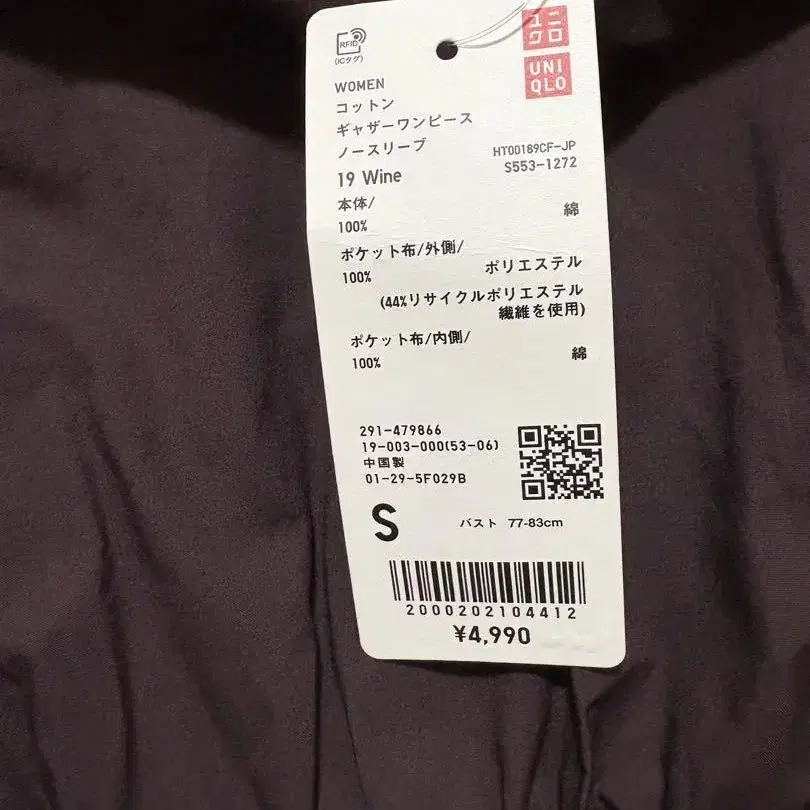 RFID
(ICタグ)
ユニ
クロ
UNI
QLO
WOMEN
コットン
ギャザーワンピース
ノースリーブ
HT00189CF-JP
19 Wine
S553-1272
本体/
100% 綿
ポケット布/外側/
100% ポリエステル
(44%リサイクルポリエステル
繊維を使用)
ポケット布/内側/
100% 綿
291-479866
19-003-000(53-06)
中国製
01-29-5F029B
S バスト 77-83cm
2000202104412
¥4,990